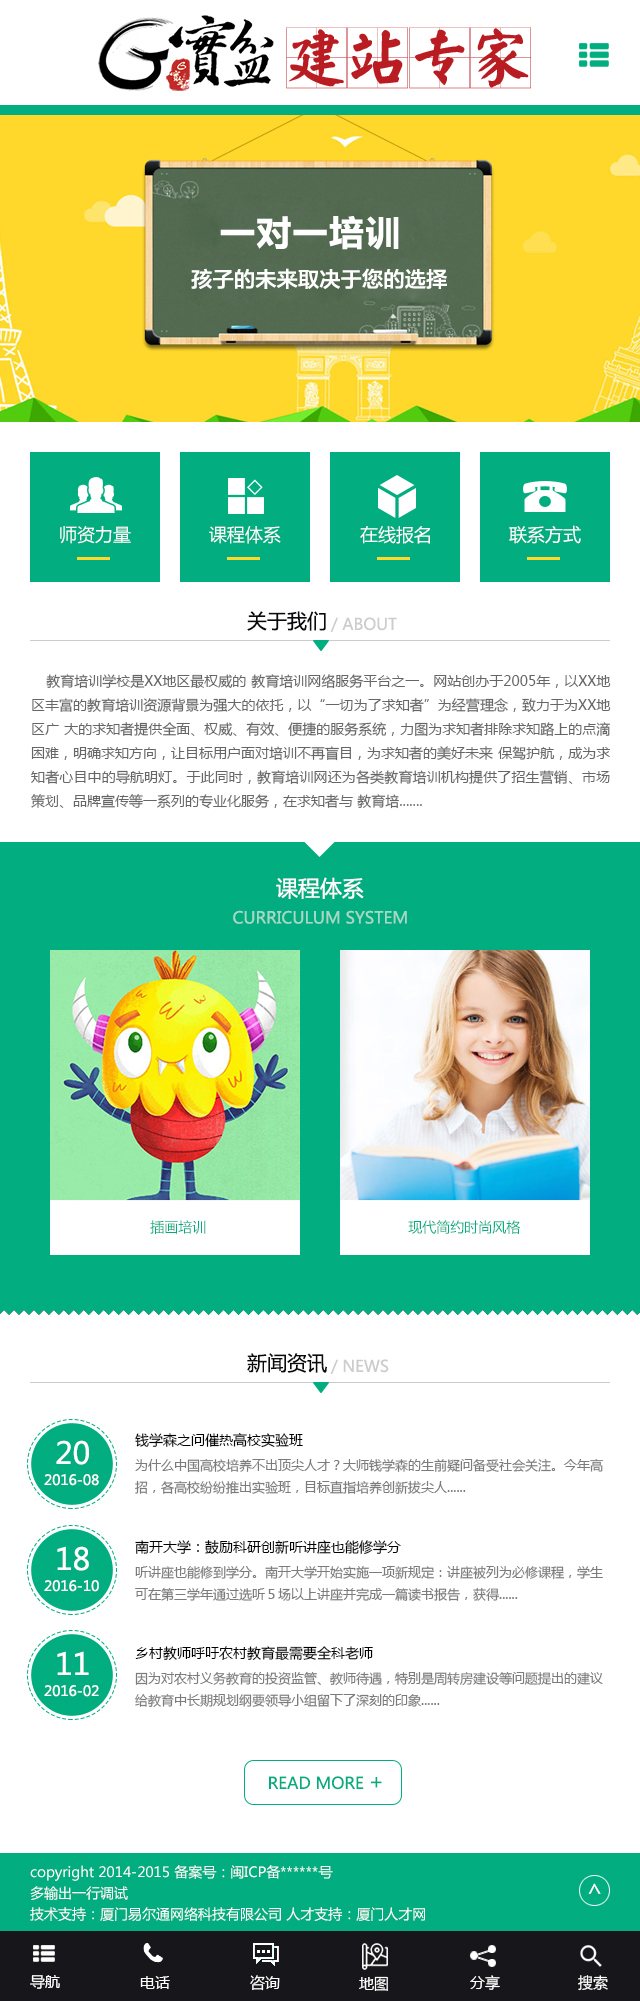 G實盆 建站专家
一对一培训
孩子的未来取决于您的选择
师资力量 课程体系 在线报名 联系方式
关于我们 / ABOUT
教育培训学校是XX地区最权威的 教育培训网络服务平台之一。网站创办于2005年，以XX地
区丰富的教育培训资源背景为强大的依托，以“一切为了求知者”为经营理念，致力于为XX地
区广 大的求知者提供全面、权威、有效、便捷的服务系统，力图为求知者排除求知路上的点滴
困难，明确求知方向，让目标用户面对培训不再盲目，为求知者的美好未来 保驾护航，成为求
知者心目中的导航明灯。于此同时，教育培训网还为各类教育培训机构提供了招生营销、市场
策划、品牌宣传等一系列的专业化服务，在求知者与 教育培.......
课程体系
CURRICULUM SYSTEM
插画培训 现代简约时尚风格
新闻资讯 / NEWS
20
2016-08
钱学森之问催热高校实验班
为什么中国高校培养不出顶尖人才？大师钱学森的生前疑问备受社会关注。今年高
招，各高校纷纷推出实验班，目标直指培养创新拔尖人......
18
2016-10
南开大学：鼓励科研创新听讲座也能修学分
听讲座也能修到学分。南开大学开始实施一项新规定：讲座被列为必修课程，学生
可在第三学年通过选听５场以上讲座并完成一篇读书报告，获得......
11
2016-02
乡村教师呼吁农村教育最需要全科老师
因为对农村义务教育的投资监管、教师待遇，特别是周转房建设等问题提出的建议
给教育中长期规划纲要领导小组留下了深刻的印象......
READ MORE +
copyright 2014-2015 备案号：闽ICP备******号
多输出一行调试
技术支持：厦门易尔通网络科技有限公司 人才支持：厦门人才网
导航 电话 咨询 地图 分享 搜索